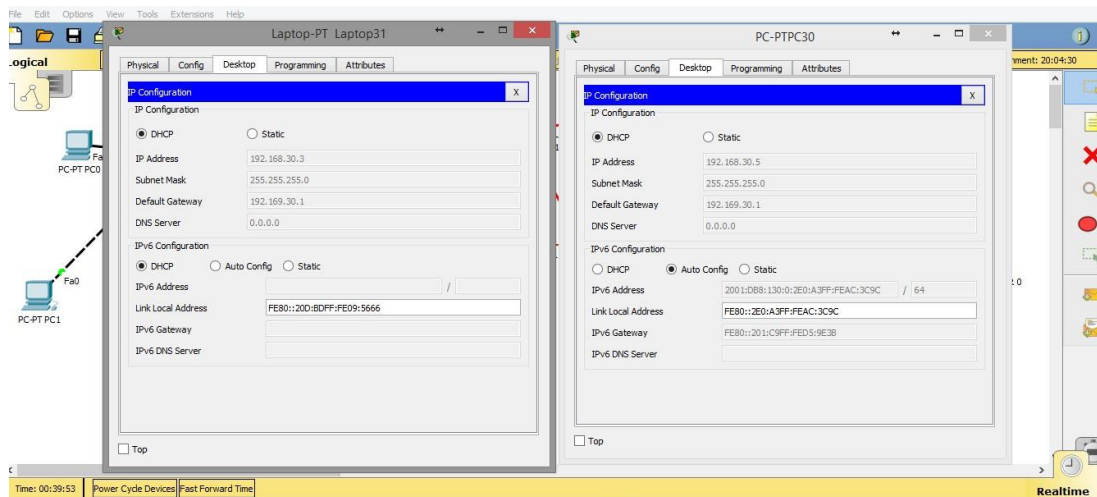 File Edit Options View Tools Extensions Help
Logical
nment: 20:04:30
PC-PT PC0
Fa
Fa0
PC-PT PC1
Laptop-PT Laptop31
Physical Config Desktop Programming Attributes
IP Configuration X
IP Configuration
DHCP Static
IP Address 192.168.30.3
Subnet Mask 255.255.255.0
Default Gateway 192.169.30.1
DNS Server 0.0.0.0
IPv6 Configuration
DHCP Auto Config Static
IPv6 Address /
Link Local Address FE80::20D:BDFF:FE09:5666
IPv6 Gateway
IPv6 DNS Server
Top
PC-PTPC30
Physical Config Desktop Programming Attributes
IP Configuration X
IP Configuration
DHCP Static
IP Address 192.168.30.5
Subnet Mask 255.255.255.0
Default Gateway 192.169.30.1
DNS Server 0.0.0.0
IPv6 Configuration
DHCP Auto Config Static
IPv6 Address 2001:DB8:130:0:2E0:A3FF:FEAC:3C9C / 64
Link Local Address FE80::2E0:A3FF:FEAC:3C9C
IPv6 Gateway FE80::201:C9FF:FED5:9E3B
IPv6 DNS Server
Top
Time: 00:39:53 Power Cycle Devices Fast Forward Time
Realtime